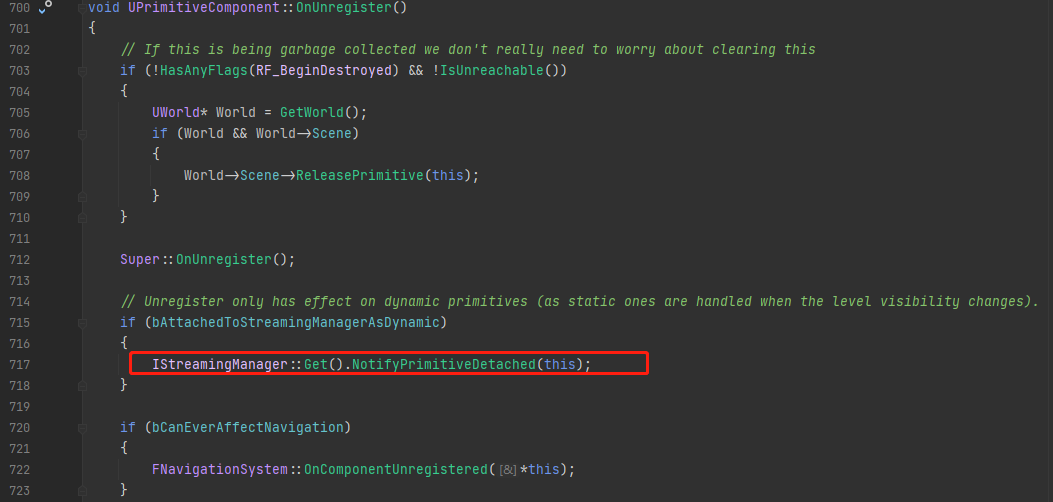 700 void UPrimitiveComponent::OnUnregister()
701 {
702 // If this is being garbage collected we don't really need to worry about clearing this
703 if (!HasAnyFlags(RF_BeginDestroyed) && !IsUnreachable())
704 {
705 UWorld* World = GetWorld();
706 if (World && World→Scene)
707 {
708 World→Scene→ReleasePrimitive(this);
709 }
710 }
711
712 Super::OnUnregister();
713
714 // Unregister only has effect on dynamic primitives (as static ones are handled when the level visibility changes).
715 if (bAttachedToStreamingManagerAsDynamic)
716 {
717 IStreamingManager::Get().NotifyPrimitiveDetached(this);
718 }
719
720 if (bCanEverAffectNavigation)
721 {
722 FNavigationSystem::OnComponentUnregistered([&]*this);
723 }